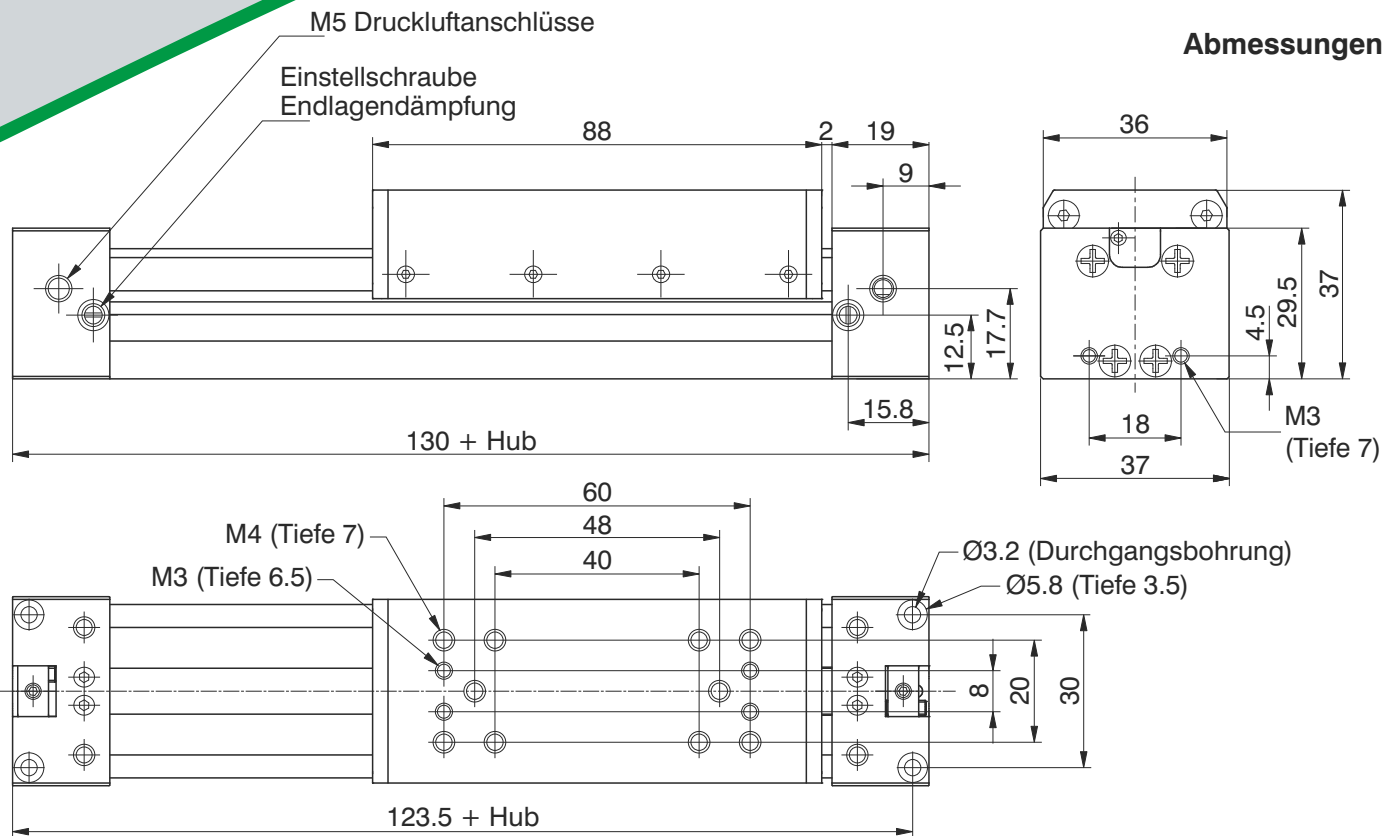 M5 Druckluftanschlüsse
Abmessungen
Einstellschraube
Endlagendämpfung
88
2
19
36
9
12.5
17.7
4.5
29.5
37
15.8
130 + Hub
18
M3
(Tiefe 7)
37
60
M4 (Tiefe 7)
48
M3 (Tiefe 6.5)
40
Ø3.2 (Durchgangsbohrung)
Ø5.8 (Tiefe 3.5)
8
20
30
123.5 + Hub